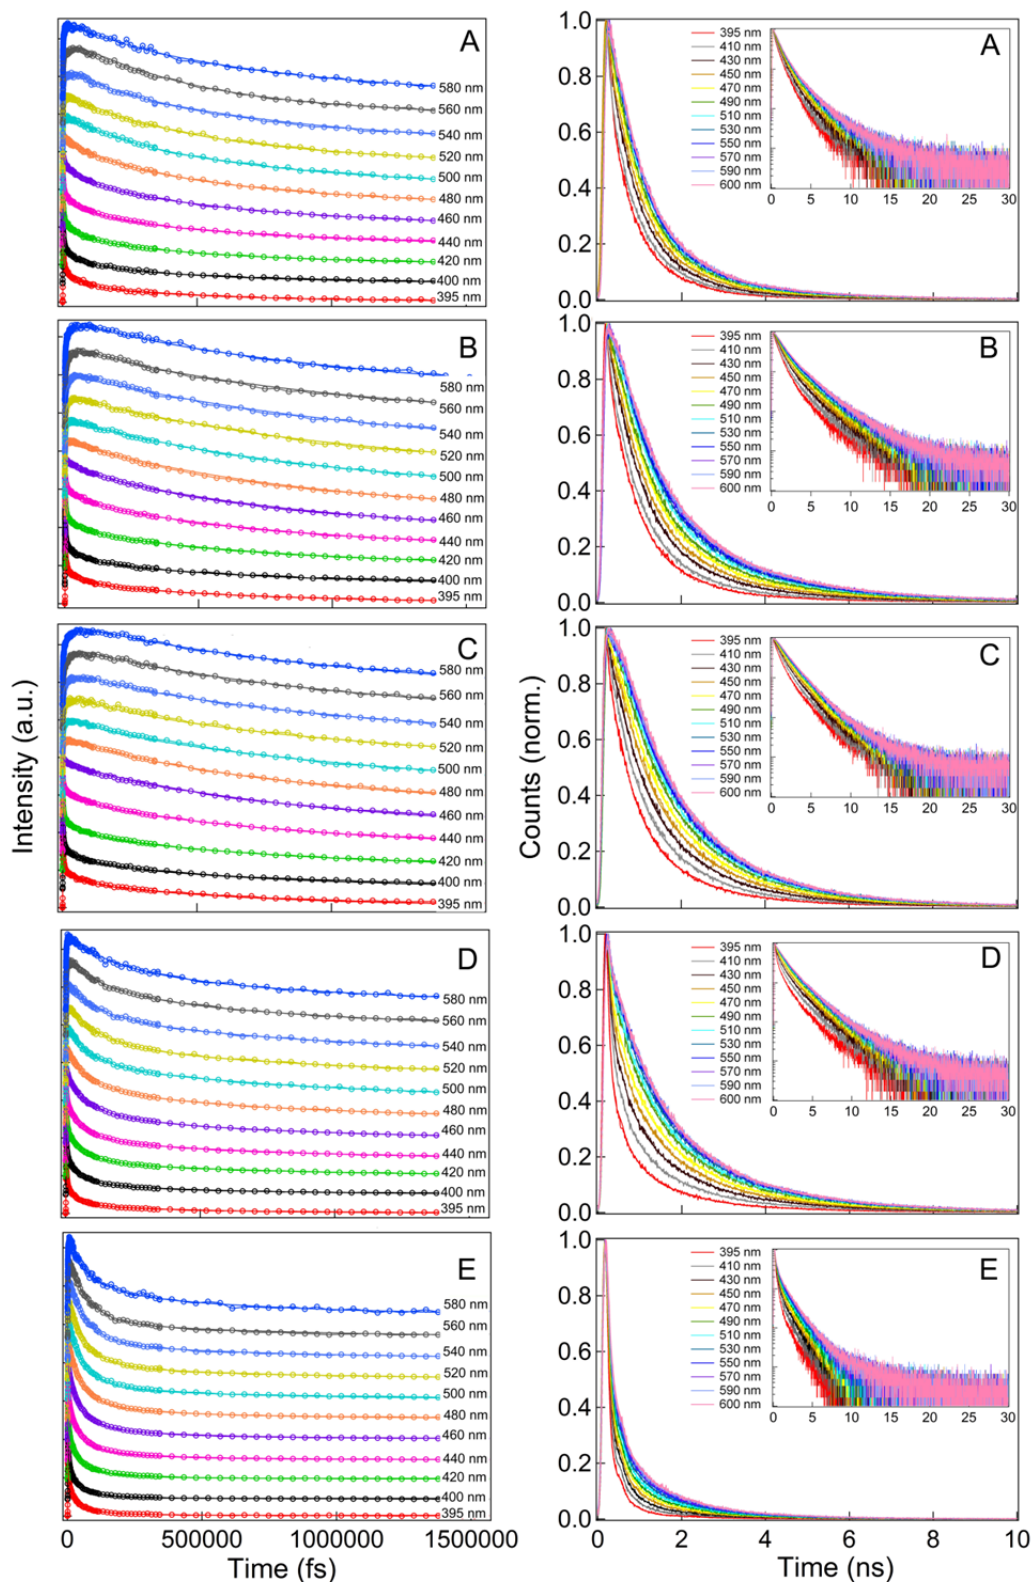 Intensity (a.u.)
A
580 nm
560 nm
540 nm
520 nm
500 nm
480 nm
460 nm
440 nm
420 nm
400 nm
395 nm
B
580 nm
560 nm
540 nm
520 nm
500 nm
480 nm
460 nm
440 nm
420 nm
400 nm
395 nm
C
580 nm
560 nm
540 nm
520 nm
500 nm
480 nm
460 nm
440 nm
420 nm
400 nm
395 nm
D
580 nm
560 nm
540 nm
520 nm
500 nm
480 nm
460 nm
440 nm
420 nm
400 nm
395 nm
E
580 nm
560 nm
540 nm
520 nm
500 nm
480 nm
460 nm
440 nm
420 nm
400 nm
395 nm
0 500000 1000000 1500000
Time (fs)
Counts (norm.)
1.0
0.8
0.6
0.4
0.2
0.0
395 nm
410 nm
430 nm
450 nm
470 nm
490 nm
510 nm
530 nm
550 nm
570 nm
590 nm
600 nm
A
0 5 10 15 20 25 30
0 2 4 6 8 10
1.0
0.8
0.6
0.4
0.2
0.0
395 nm
410 nm
430 nm
450 nm
470 nm
490 nm
510 nm
530 nm
550 nm
570 nm
590 nm
600 nm
B
0 5 10 15 20 25 30
1.0
0.8
0.6
0.4
0.2
0.0
395 nm
410 nm
430 nm
450 nm
470 nm
490 nm
510 nm
530 nm
550 nm
570 nm
590 nm
600 nm
C
0 5 10 15 20 25 30
0 2 4 6 8 10
1.0
0.8
0.6
0.4
0.2
0.0
395 nm
410 nm
430 nm
450 nm
470 nm
490 nm
510 nm
530 nm
550 nm
570 nm
590 nm
600 nm
D
0 5 10 15 20 25 30
0 2 4 6 8 10
1.0
0.8
0.6
0.4
0.2
0.0
395 nm
410 nm
430 nm
450 nm
470 nm
490 nm
510 nm
530 nm
550 nm
570 nm
590 nm
600 nm
E
0 5 10 15 20 25 30
0 2 4 6 8 10
Time (ns)